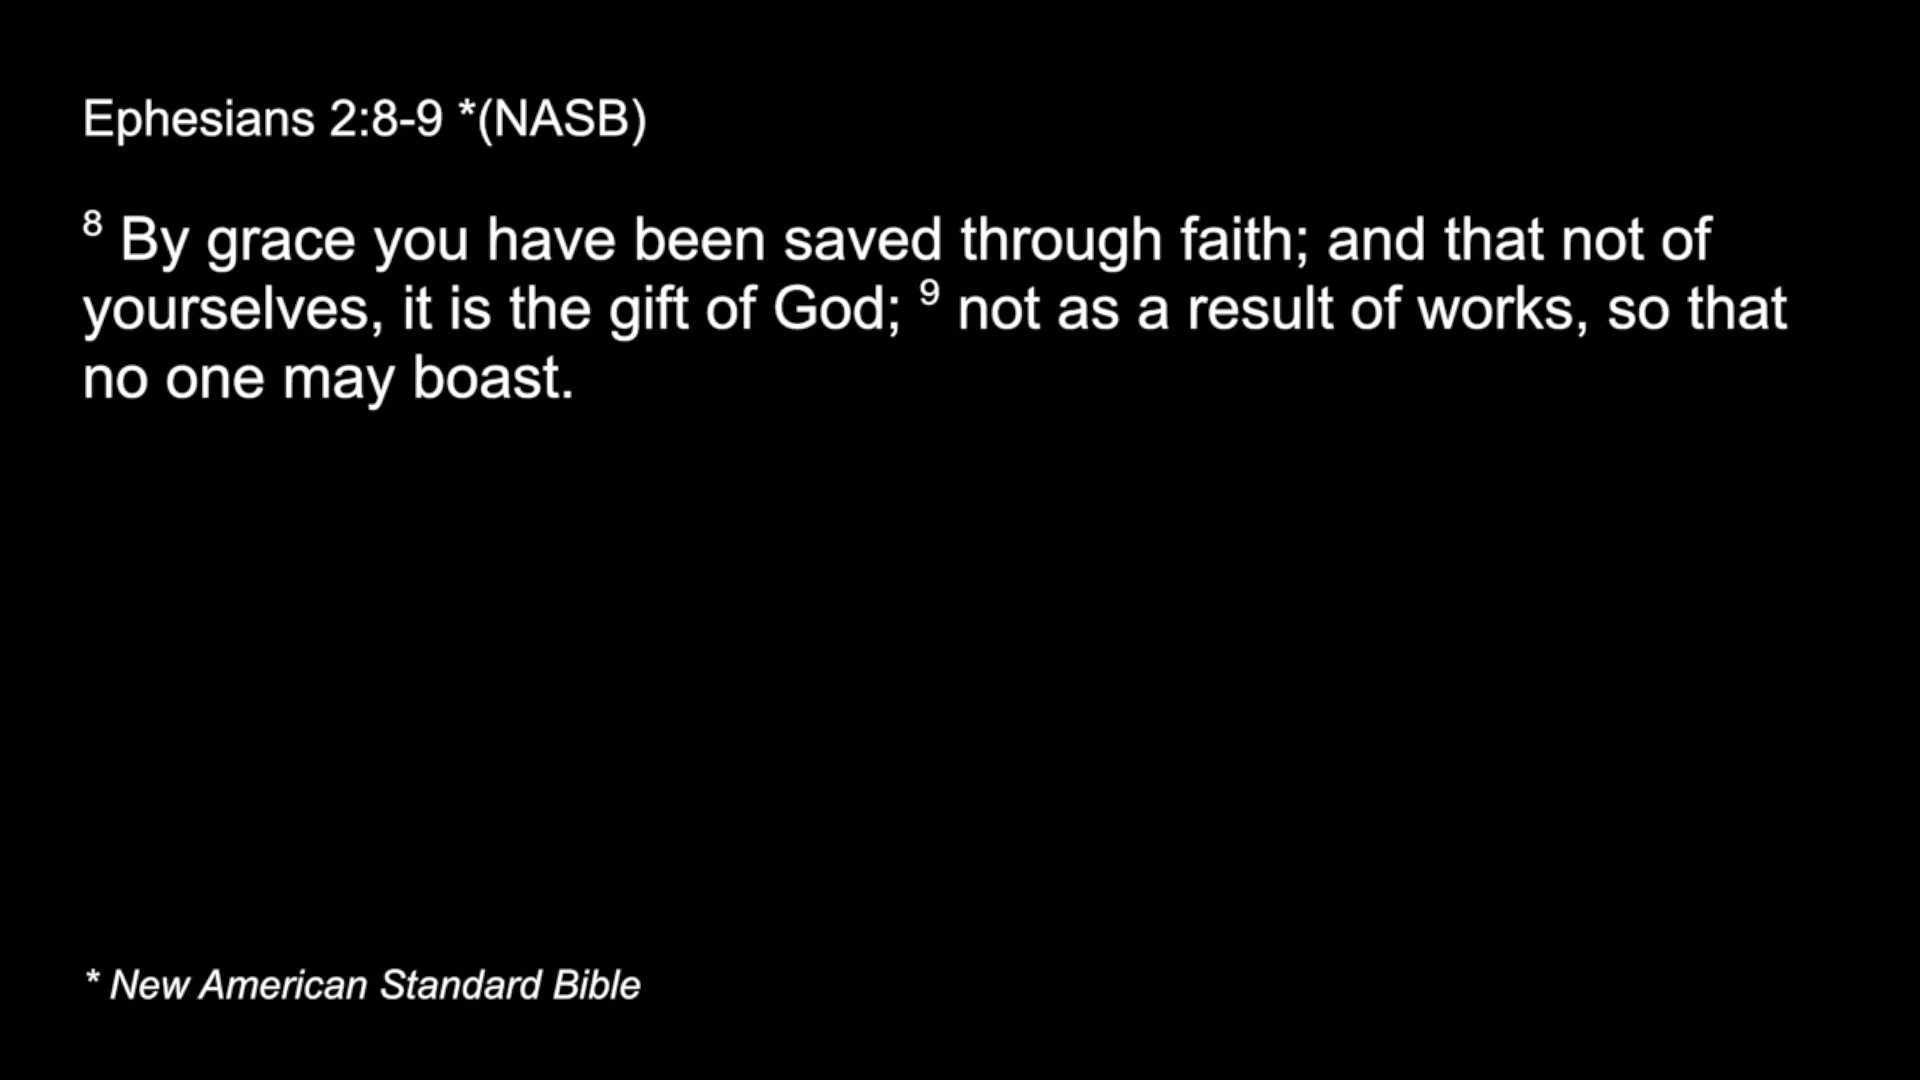 Ephesians 2:8-9 *(NASB)
8 By grace you have been saved through faith; and that not of
yourselves, it is the gift of God; 9 not as a result of works, so that
no one may boast.
* New American Standard Bible